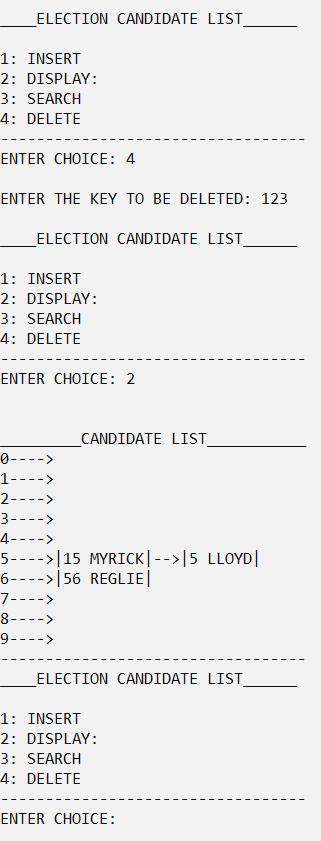 ____ELECTION CANDIDATE LIST______
1: INSERT
2: DISPLAY:
3: SEARCH
4: DELETE
----------------------------------
ENTER CHOICE: 4
ENTER THE KEY TO BE DELETED: 123
____ELECTION CANDIDATE LIST______
1: INSERT
2: DISPLAY:
3: SEARCH
4: DELETE
----------------------------------
ENTER CHOICE: 2
_________CANDIDATE LIST___________
0---->
1---->
2---->
3---->
4---->
5---->|15 MYRICK|-->|5 LLOYD|
6---->|56 REGLIE|
7---->
8---->
9---->
----------------------------------
____ELECTION CANDIDATE LIST______
1: INSERT
2: DISPLAY:
3: SEARCH
4: DELETE
----------------------------------
ENTER CHOICE: